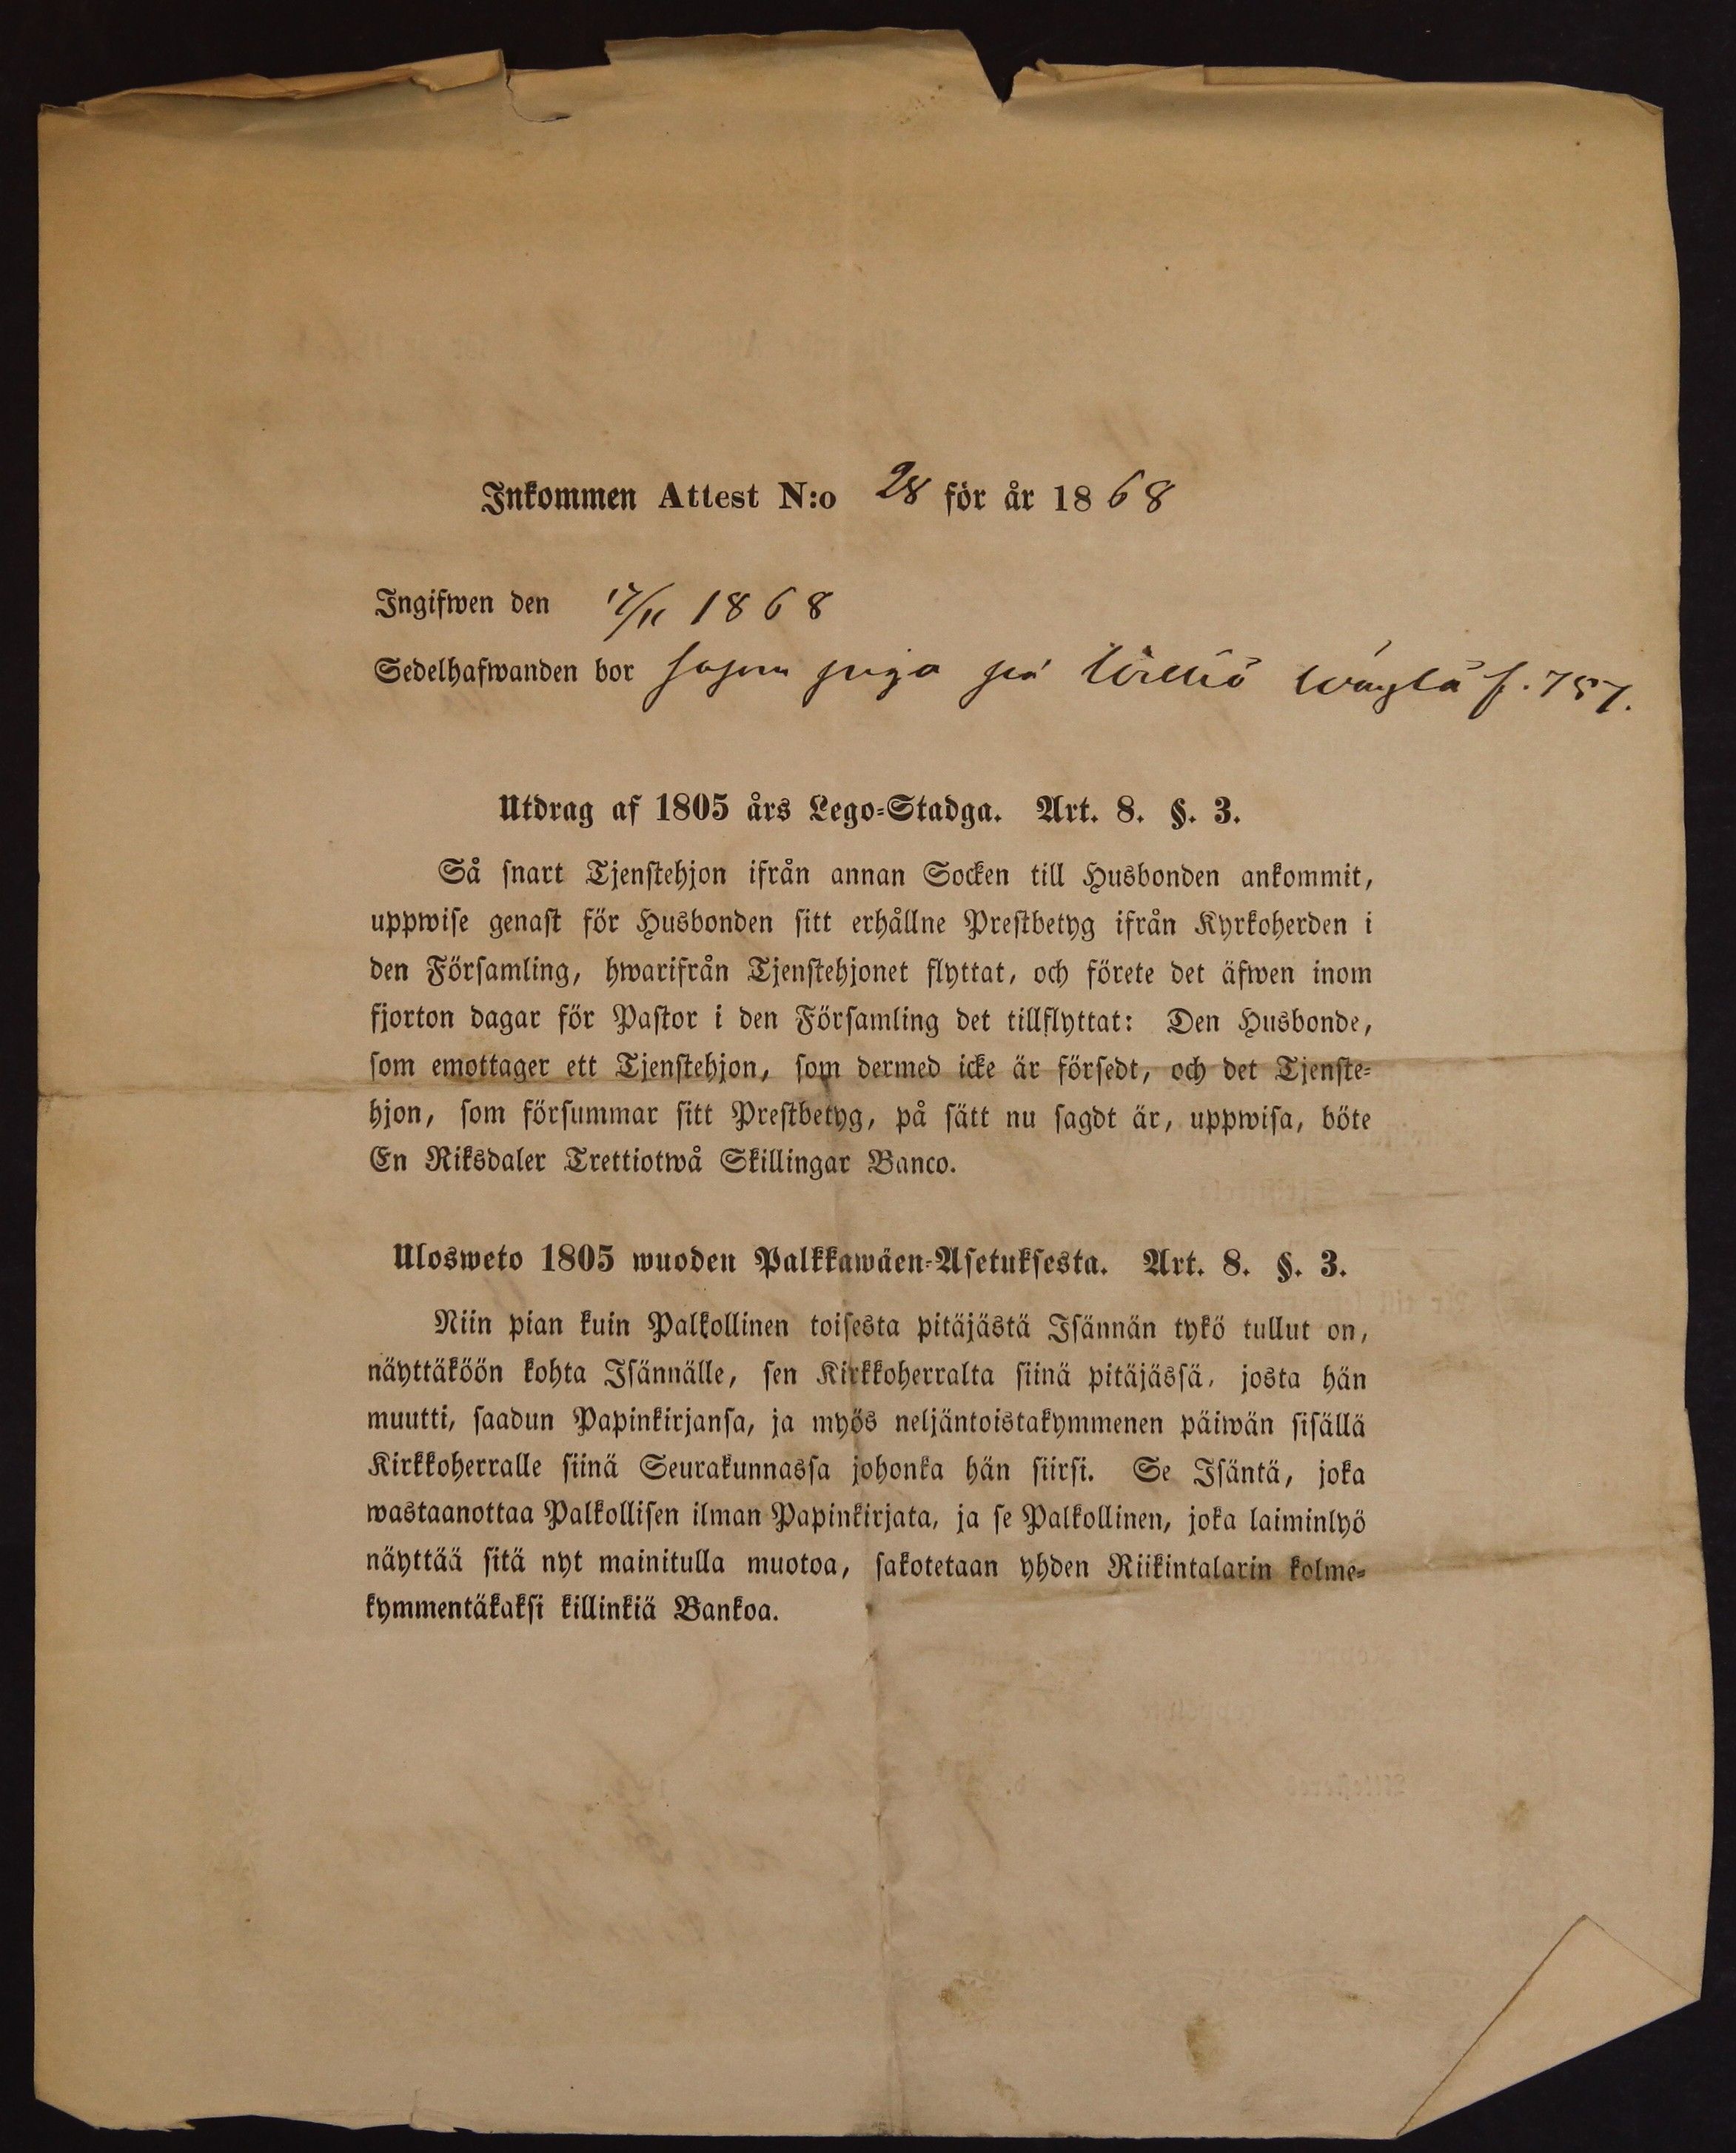 Inkommen Attest N:o 28 för år 1868
Ingifwen den 17/11 1868
Sedelhafwanden bor såsom piga på f. 757.
Utdrag af 1805 års Lego-Stadga. Art. 8. §. 3.
Så snart Tjenstehjon ifrån annan Socken till Husbonden ankommit,
uppwise genast för Husbonden sitt erhållne Prestbetyg ifrån Kyrkoherden i
den Församling, hwarifrån Tjenstehjonet flyttat, och förete det äfwen inom
fjorton dagar för Pastor i den Församling det tillflyttat: Den Husbonde,
som emottager ett Tjenstehjon, som dermed icke är försedt, och det Tjenste-
hjon, som försummar sitt Prestbetyg, på sätt nu sagdt är, uppwisa, böte
En Riksdaler Trettiotwå Skillingar Banco.
Ulosweto 1805 wuoden Palkkawäen-Asetuksesta. Art. 8. §. 3.
Niin pian kuin Palkollinen toisesta pitäjästä Isännän tykö tullut on,
näyttäköön kohta Isännälle, sen Kirkkoherralta siinä pitäjässä, josta hän
muutti, saadun Papinkirjansa, ja myös neljäntoistakymmenen päiwän sisällä
Kirkkoherralle siinä Seurakunnassa johonka hän siirsi. Se Isäntä, joka
wastaanottaa Palkollisen ilman Papinkirjata, ja se Palkollinen, joka laiminlyö
näyttää sitä nyt mainitulla muotoa, sakotetaan yhden Riikintalarin kolme-
kymmentäkaksi killinkiä Bankoa.